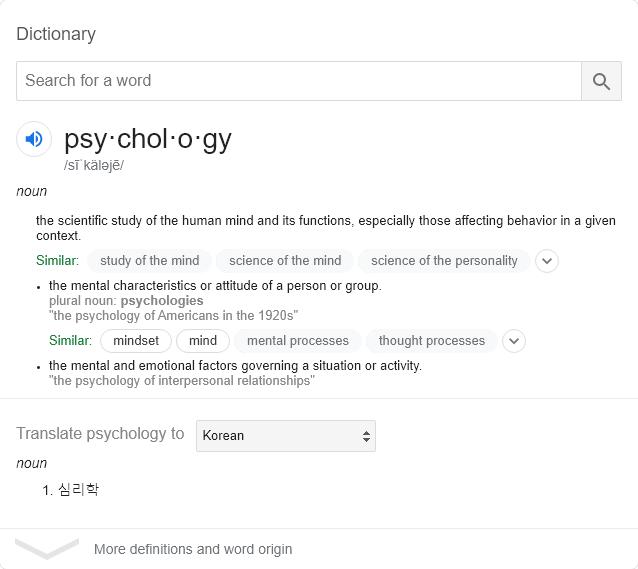 Dictionary
Search for a word
psy·chol·o·gy
/sīˈkäləjē/
noun
the scientific study of the human mind and its functions, especially those affecting behavior in a given
context.
Similar: study of the mind science of the mind science of the personality
• the mental characteristics or attitude of a person or group.
plural noun: psychologies
"the psychology of Americans in the 1920s"
Similar: mindset mind mental processes thought processes
• the mental and emotional factors governing a situation or activity.
"the psychology of interpersonal relationships"
Translate psychology to Korean
noun
1. 심리학
More definitions and word origin